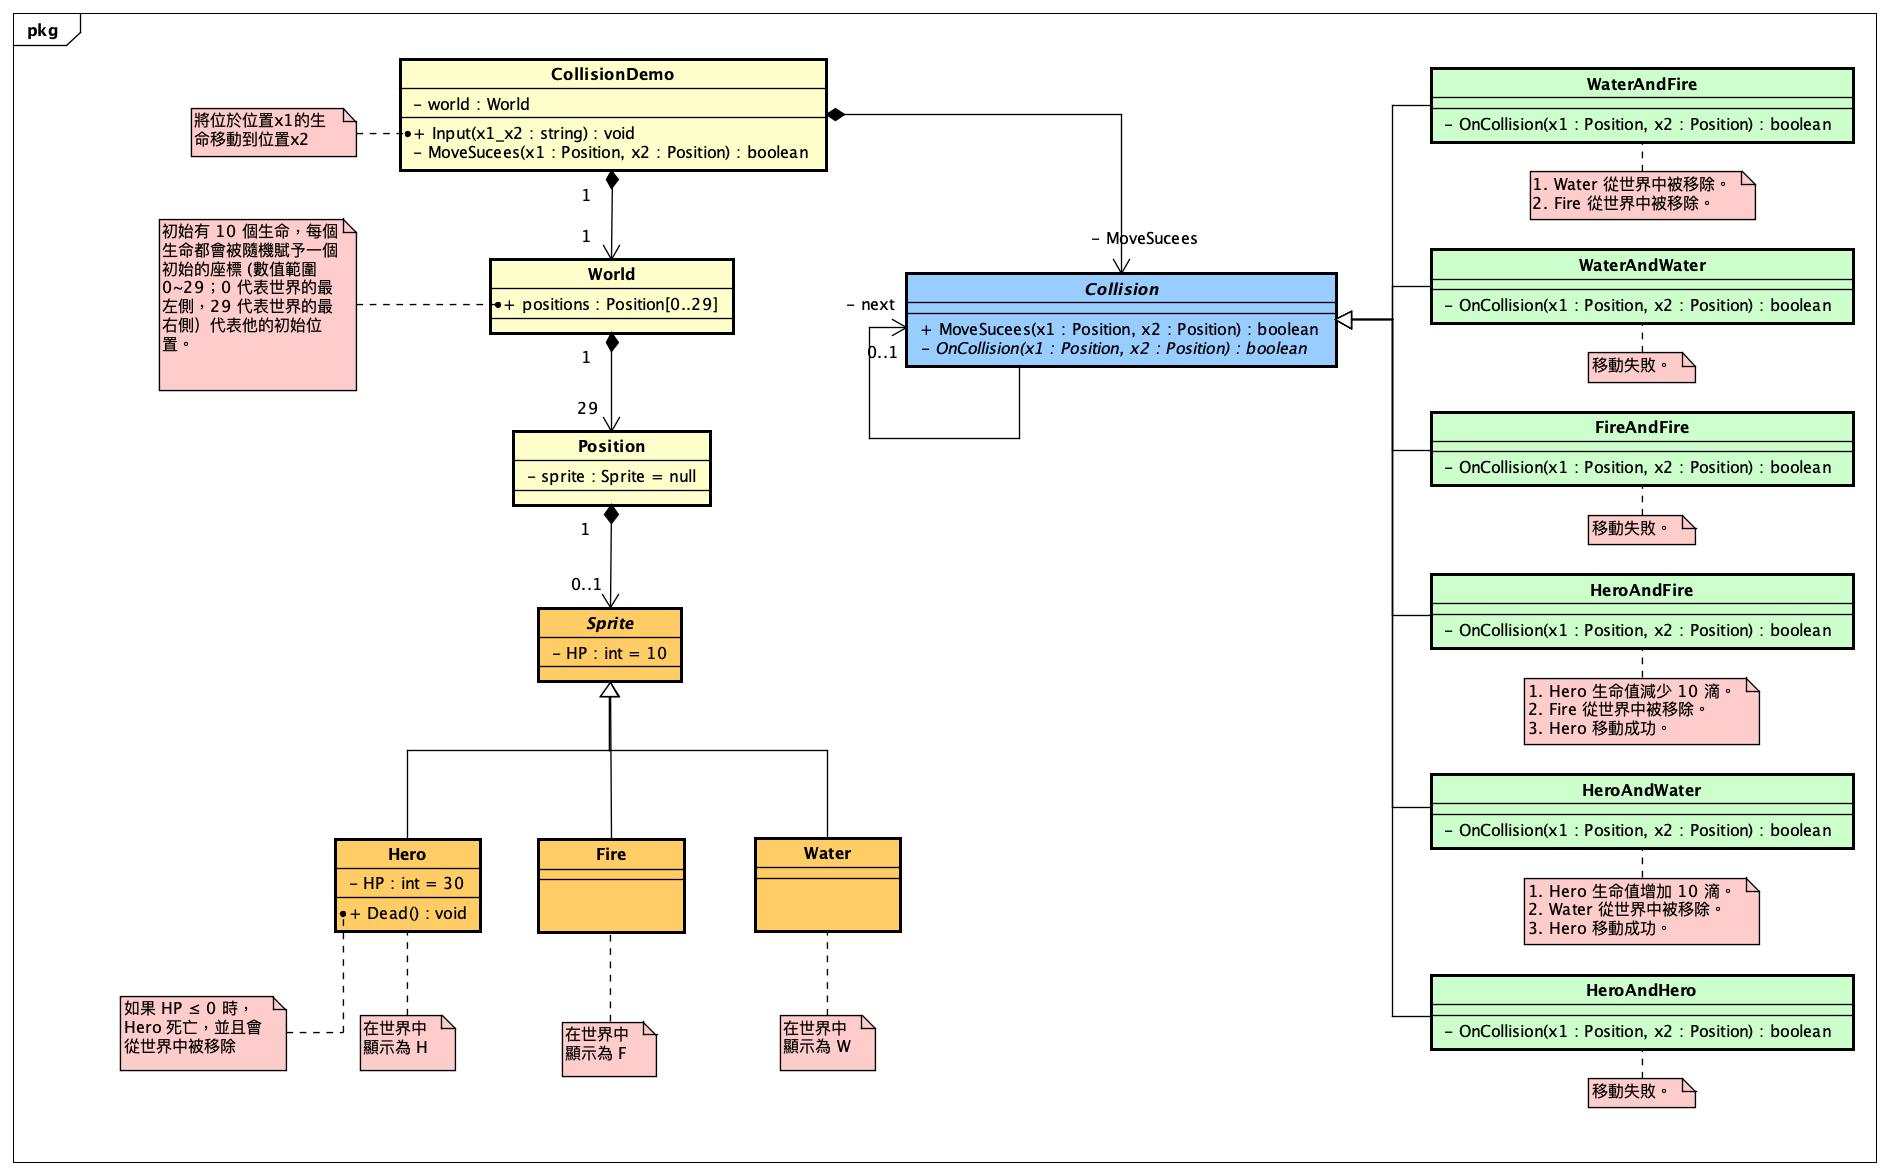 pkg
CollisionDemo
– world : World
+ Input(x1_x2 : string) : void
– MoveSucees(x1 : Position, x2 : Position) : boolean
將位於位置x1的生
命移動到位置x2
1
1
初始有 10 個生命，每個
生命都會被隨機賦予一個
初始的座標 (數值範圍
0~29；0 代表世界的最
左側，29 代表世界的最
右側）代表他的初始位
置。
World
+ positions : Position[0..29]
1
29
Position
– sprite : Sprite = null
1
0..1
Sprite
– HP : int = 10
Hero
– HP : int = 30
+ Dead() : void
Fire
Water
如果 HP ≤ 0 時，
Hero 死亡，並且會
從世界中被移除
在世界中
顯示為 H
在世界中
顯示為 F
在世界中
顯示為 W
– MoveSucees
Collision
+ MoveSucees(x1 : Position, x2 : Position) : boolean
– OnCollision(x1 : Position, x2 : Position) : boolean
– next
0..1
WaterAndFire
– OnCollision(x1 : Position, x2 : Position) : boolean
1. Water 從世界中被移除。
2. Fire 從世界中被移除。
WaterAndWater
– OnCollision(x1 : Position, x2 : Position) : boolean
移動失敗。
FireAndFire
– OnCollision(x1 : Position, x2 : Position) : boolean
移動失敗。
HeroAndFire
– OnCollision(x1 : Position, x2 : Position) : boolean
1. Hero 生命值減少 10 滴。
2. Fire 從世界中被移除。
3. Hero 移動成功。
HeroAndWater
– OnCollision(x1 : Position, x2 : Position) : boolean
1. Hero 生命值增加 10 滴。
2. Water 從世界中被移除。
3. Hero 移動成功。
HeroAndHero
– OnCollision(x1 : Position, x2 : Position) : boolean
移動失敗。